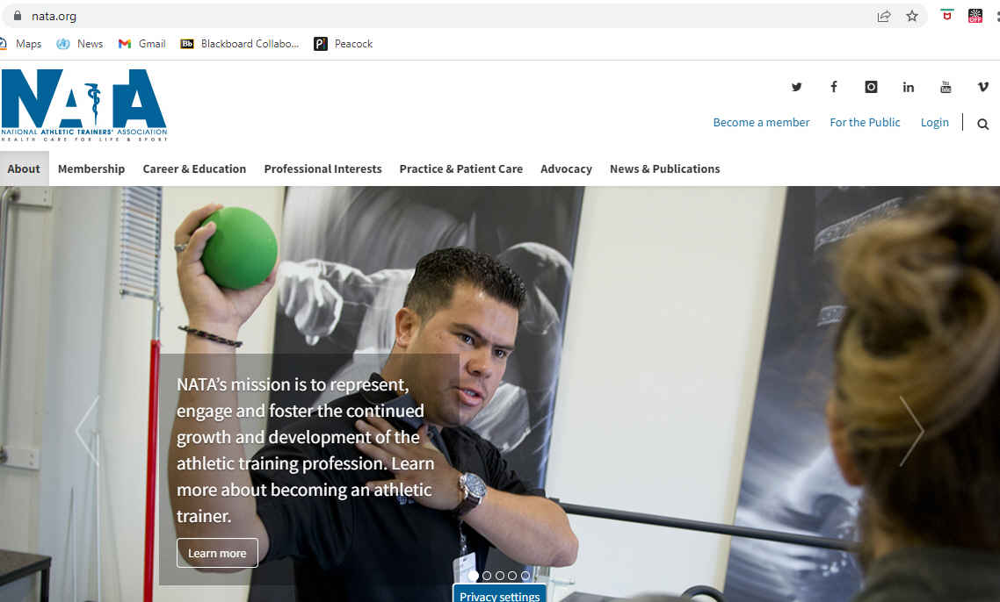 nata.org
Maps News Gmail Bb Blackboard Collabo... P Peacock
NATA
NATIONAL ATHLETIC TRAINERS' ASSOCIATION
HEALTH CARE FOR LIFE & SPORT
You Tube
Become a member For the Public Login
About Membership Career & Education Professional Interests Practice & Patient Care Advocacy News & Publications
NATA's mission is to represent,
engage and foster the continued
growth and development of the
athletic training profession. Learn
more about becoming an athletic
trainer.
Learn more
Privacy settings